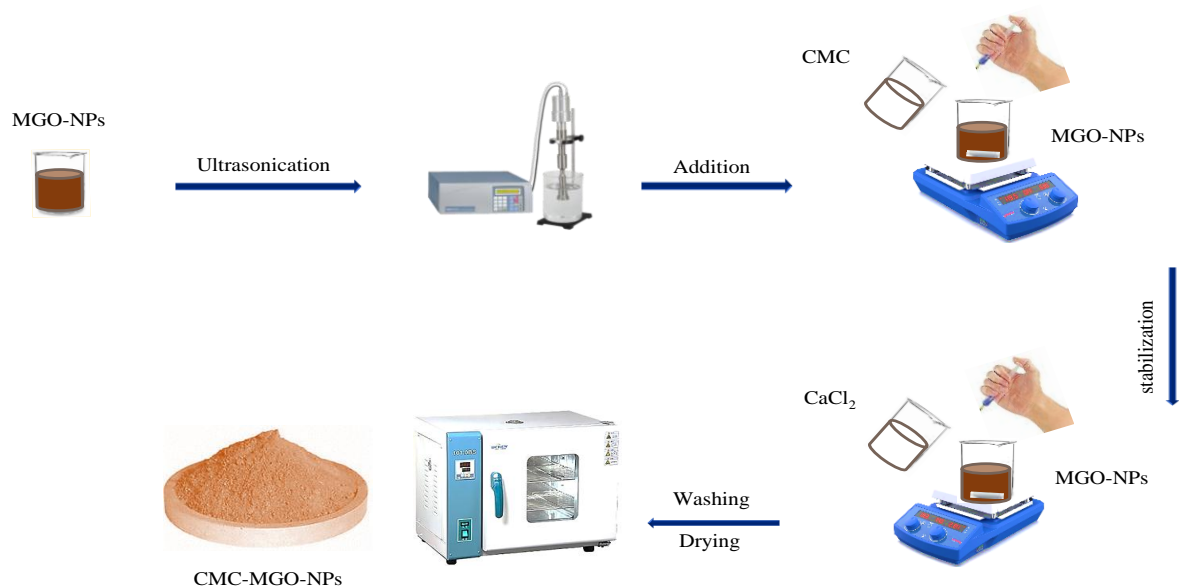 MGO-NPs
Ultrasonication
Addition
CMC
MGO-NPs
stabilization
CaCl₂
MGO-NPs
Washing
Drying
CMC-MGO-NPs